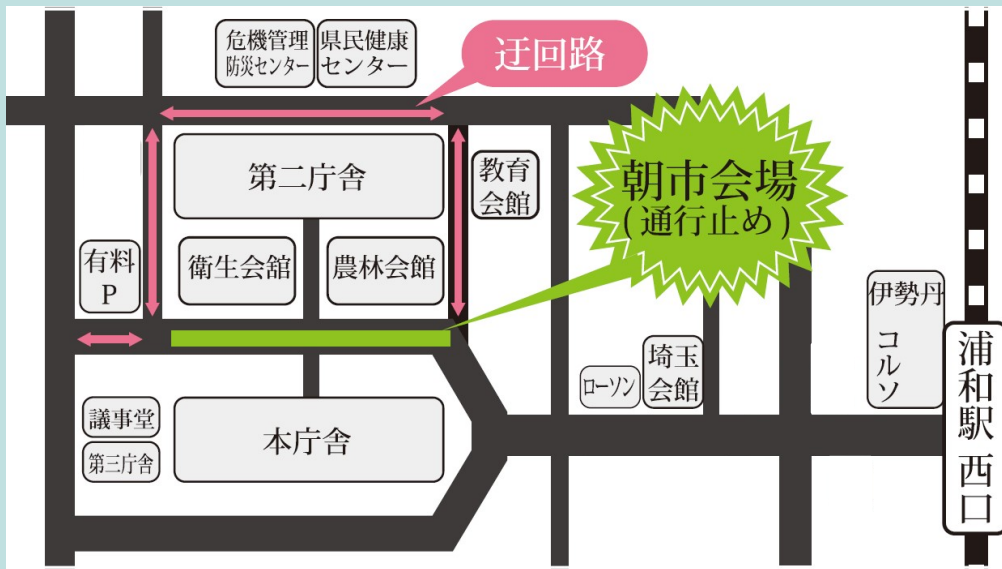 危機管理
防災センター
県民健康
センター
迂回路
第二庁舎
教育
会館
朝市会場
(通行止め)
有料
P
衛生会舘
農林会館
伊勢丹
コルソ
ローソン
埼玉
会館
議事堂
第三庁舎
本庁舎
浦和駅 西口